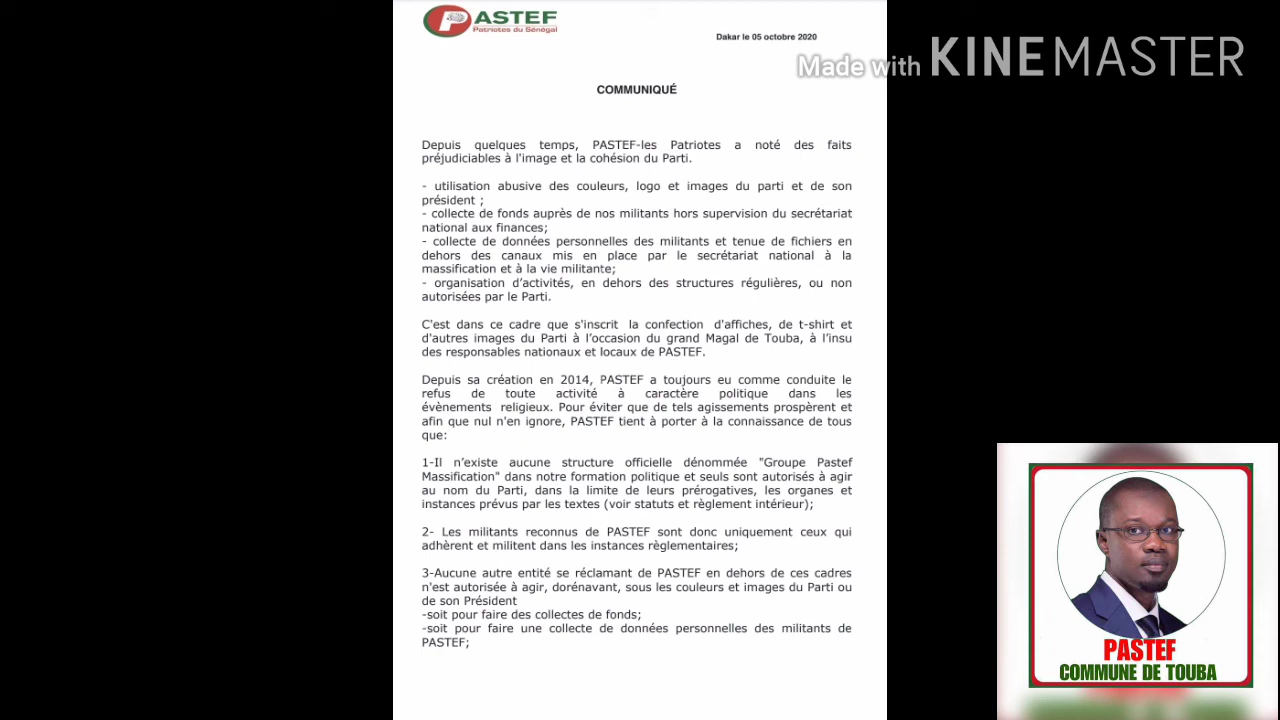 PASTEF
Patriotes du Sénégal
Dakar le 05 octobre 2020
Made with KINEMASTER
COMMUNIQUÉ
Depuis quelques temps, PASTEF-les Patriotes a noté des faits
préjudiciables à l'image et la cohésion du Parti.
- utilisation abusive des couleurs, logo et images du parti et de son
président ;
- collecte de fonds auprès de nos militants hors supervision du secrétariat
national aux finances;
- collecte de données personnelles des militants et tenue de fichiers en
dehors des canaux mis en place par le secrétariat national à la
massification et à la vie militante;
- organisation d'activités, en dehors des structures régulières, ou non
autorisées par le Parti.
C'est dans ce cadre que s'inscrit la confection d'affiches, de t-shirt et
d'autres images du Parti à l'occasion du grand Magal de Touba, à l'insu
des responsables nationaux et locaux de PASTEF.
Depuis sa création en 2014, PASTEF a toujours eu comme conduite le
refus de toute activité à caractère politique dans les
évènements religieux. Pour éviter que de tels agissements prospèrent et
afin que nul n'en ignore, PASTEF tient à porter à la connaissance de tous
que:
1-Il n'existe aucune structure officielle dénommée "Groupe Pastef
Massification" dans notre formation politique et seuls sont autorisés à agir
au nom du Parti, dans la limite de leurs prérogatives, les organes et
instances prévus par les textes (voir statuts et règlement intérieur);
2- Les militants reconnus de PASTEF sont donc uniquement ceux qui
adhèrent et militent dans les instances règlementaires;
3-Aucune autre entité se réclamant de PASTEF en dehors de ces cadres
n'est autorisée à agir, dorénavant, sous les couleurs et images du Parti ou
de son Président
-soit pour faire des collectes de fonds;
-soit pour faire une collecte de données personnelles des militants de
PASTEF;
PASTEF
COMMUNE DE TOUBA